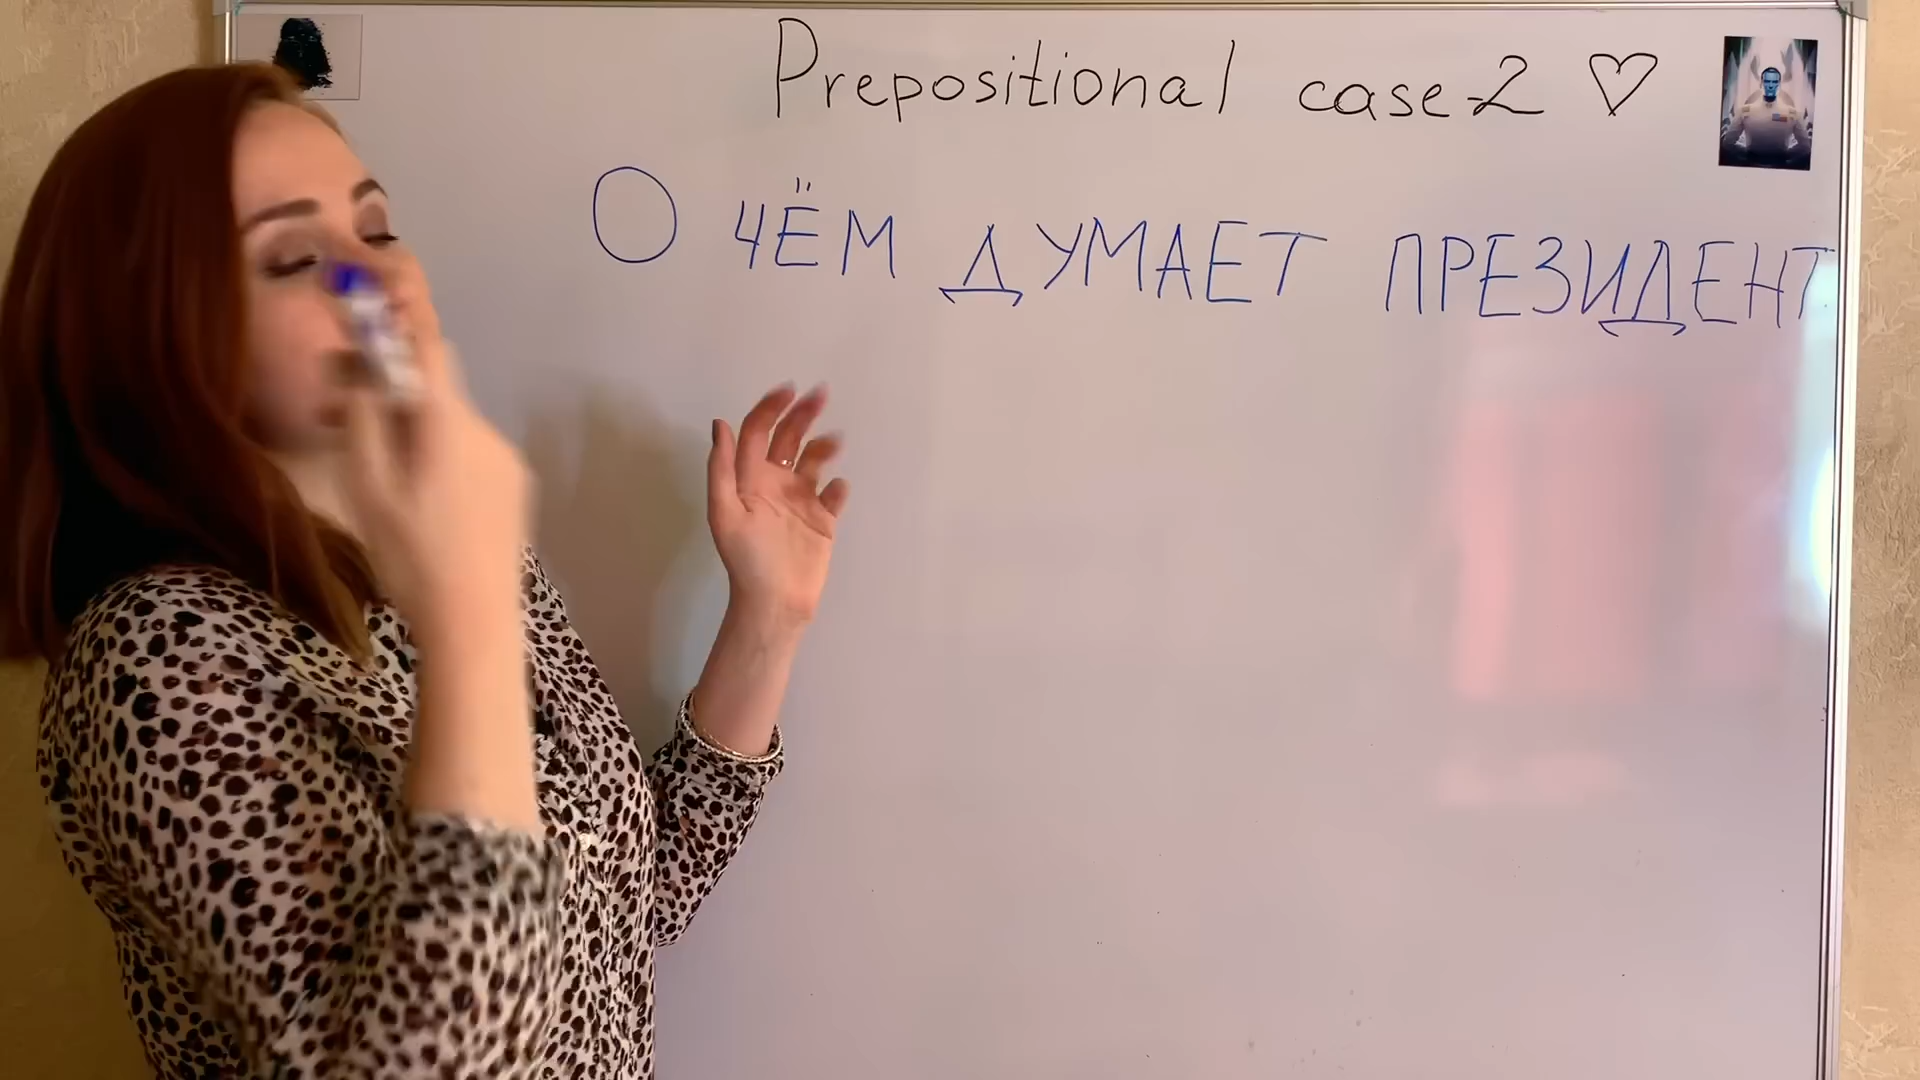 Prepositional case-2 ♡
О ЧЁМ ДУМАЕТ ПРЕЗИДЕНТ